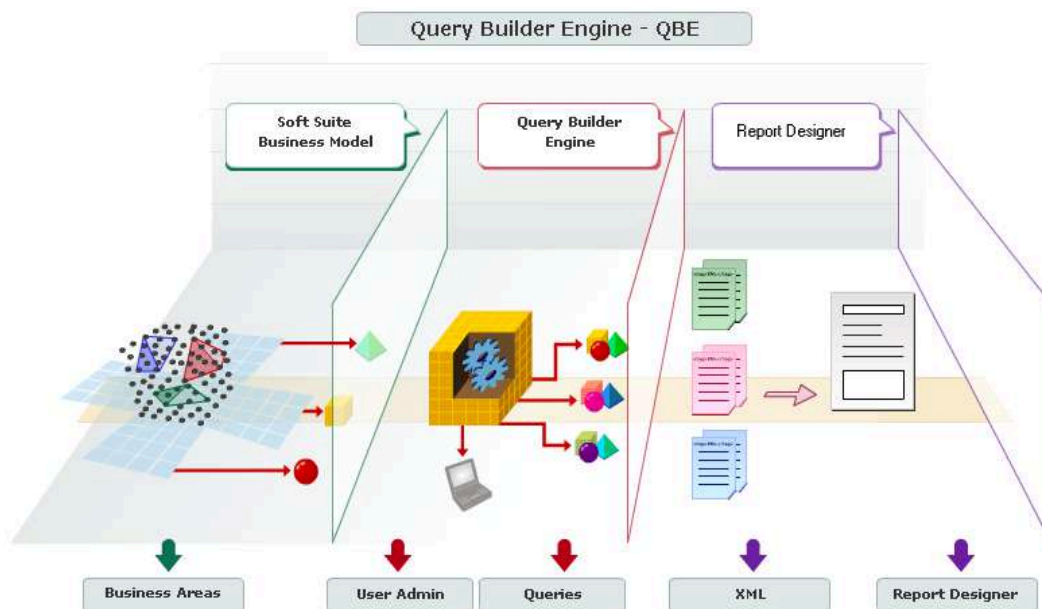 Query Builder Engine - QBE
Soft Suite
Business Model
Query Builder
Engine
Report Designer
Business Areas
User Admin
Queries
XML
Report Designer